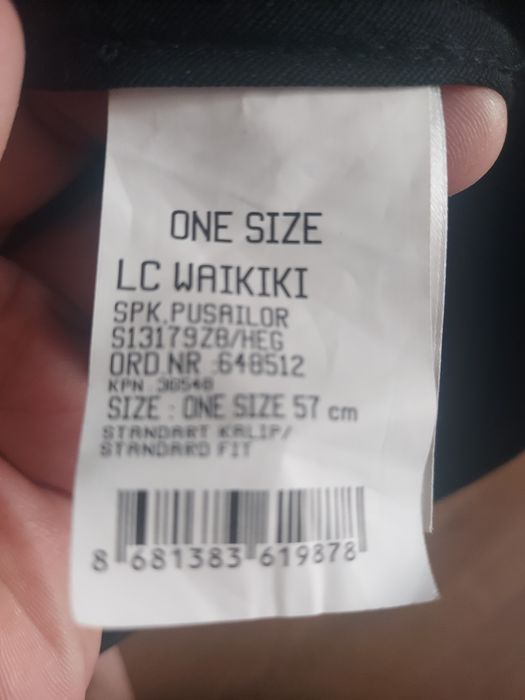 ONE SIZE
LC WAIKIKI
SPK.PUSAILOR
S13179Z8/HEG
ORD NR :648512
KPN :
SIZE : ONE SIZE 57 cm
STANDART KALIP/
STANDARD FIT
8 681383 619878